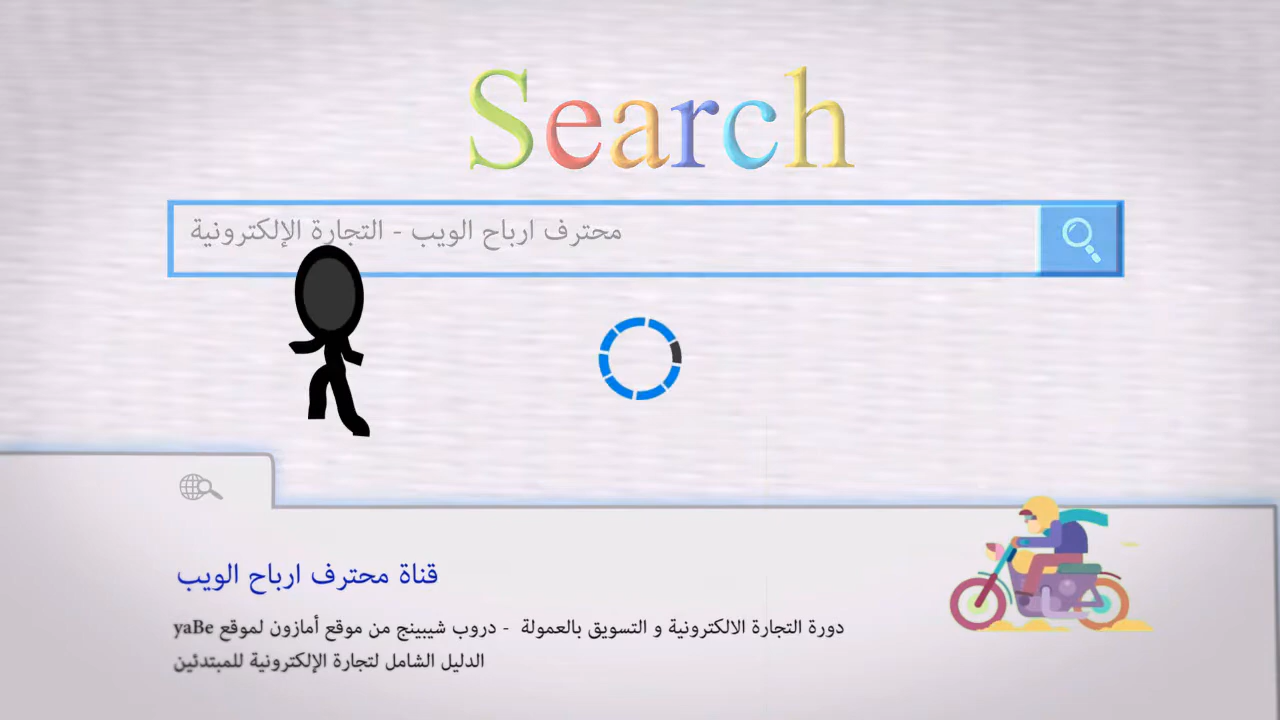 Search
محترف ارباح الويب - التجارة الإلكترونية
قناة محترف ارباح الويب
دورة التجارة الالكترونية و التسويق بالعمولة - دروب شيبينج من موقع أمازون لموقع yaBe
الدليل الشامل لتجارة الإلكترونية للمبتدئين